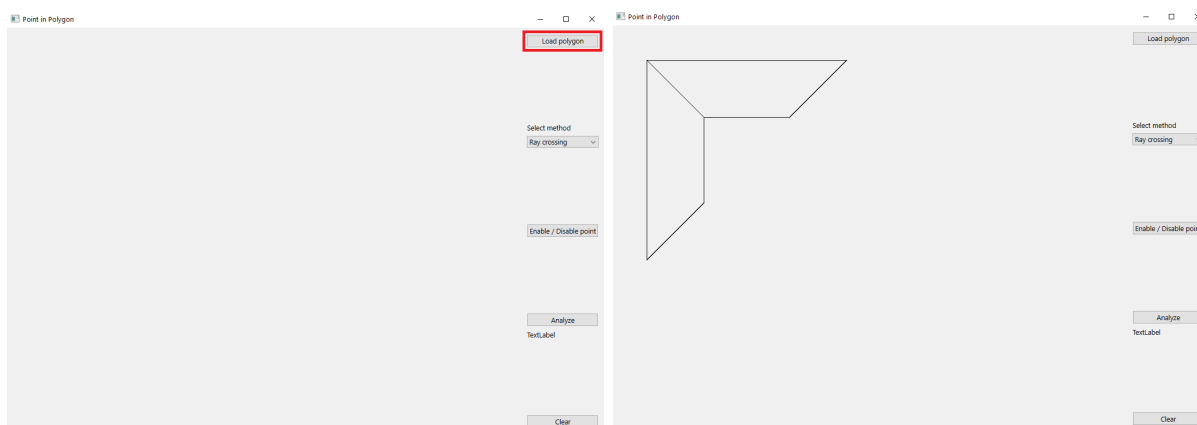 Point in Polygon
Load polygon
Select method
Ray crossing
Enable / Disable point
Analyze
TextLabel
Clear
Point in Polygon
Load polygon
Select method
Ray crossing
Enable / Disable poin
Analyze
TextLabel
Clear